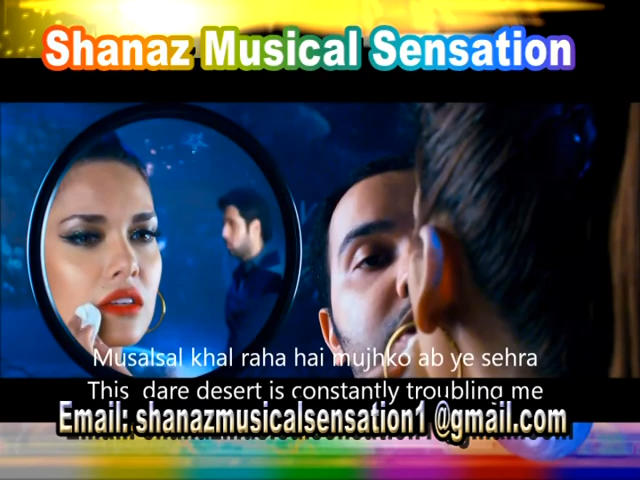 Shanaz Musical Sensation
Musalsal khal raha hai mujhko ab ye sehra
This dare desert is constantly troubling me
Email: shanazmusicalsensation1 @gmail.com